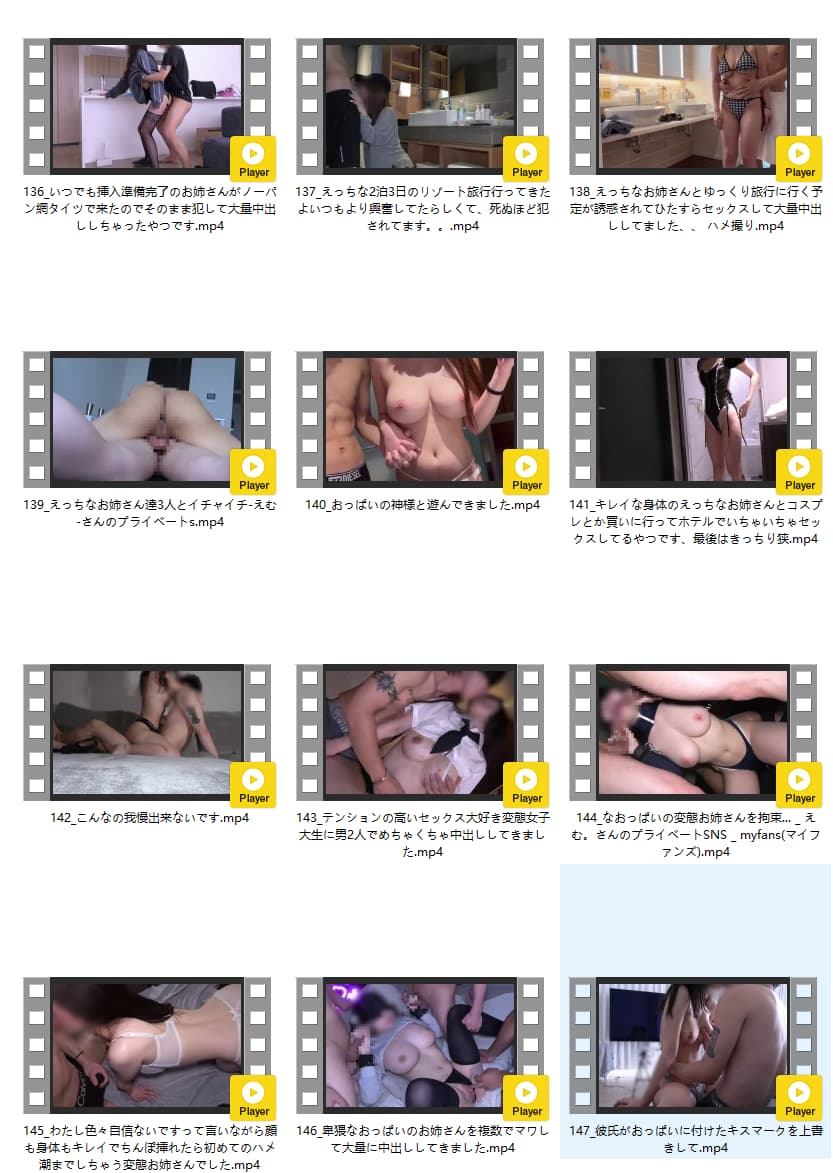 Player
Player
Player
136_いつでも挿入準備完了のお姉さんがノーパ
ン網タイツで来たのでそのまま犯して大量中出
ししちゃったやつです.mp4
137_えっちな2泊3日のリゾート旅行行ってきた
よいつもより興奮してたらしくて、死ぬほど犯
されてます。。.mp4
138_えっちなお姉さんとゆっくり旅行に行く予
定が誘惑されてひたすらセックスして大量中出
ししてました、、 ハメ撮り.mp4
Player
Player
Player
139_えっちなお姉さん達3人とイチャイチ-えむ
-さんのプライベートs.mp4
140_おっぱいの神様と遊んできました.mp4
141_キレイな身体のえっちなお姉さんとコスプ
レとか買いに行ってホテルでいちゃいちゃセッ
クスしてるやつです、最後はきっちり狭.mp4
Player
Player
Player
142_こんなの我慢出来ないです.mp4
143_テンションの高いセックス大好き変態女子
大生に男2人でめちゃくちゃ中出ししてきまし
た.mp4
144_なおっぱいの変態お姉さんを拘束... _ え
む。さんのプライベートSNS _ myfans(マイフ
ァンズ).mp4
Player
Player
Player
145_わたし色々自信ないですって言いながら顔
も身体もキレイでちんぽ挿れたら初めてのハメ
潮までしちゃう変態お姉さんでした.mp4
146_卑猥なおっぱいのお姉さんを複数でマワし
て大量に中出ししてきました.mp4
147_彼氏がおっぱいに付けたキスマークを上書
きして.mp4